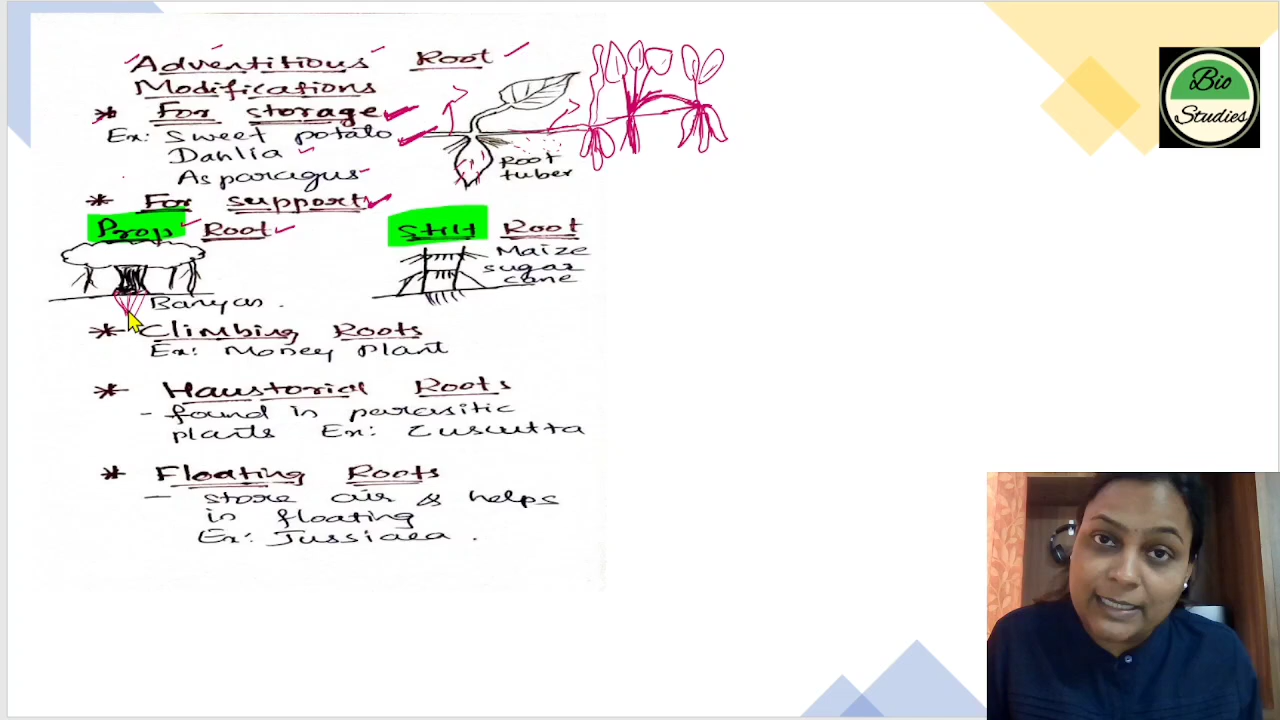 Adventitious Root
Modifications
* For storage
Ex: Sweet potato
Dahlia
Asparagus
Root
tuber
* For support
Prop Root
Stilt Root
Maize
sugar
cane
Banyan.
* Climbing Roots
Ex: Money Plant
* Haustorial Roots
- found in parasitic
plants Ex: Cuscutta
* Floating Roots
- store air & helps
in floating
Ex: Jussiaea.
Bio
Studies